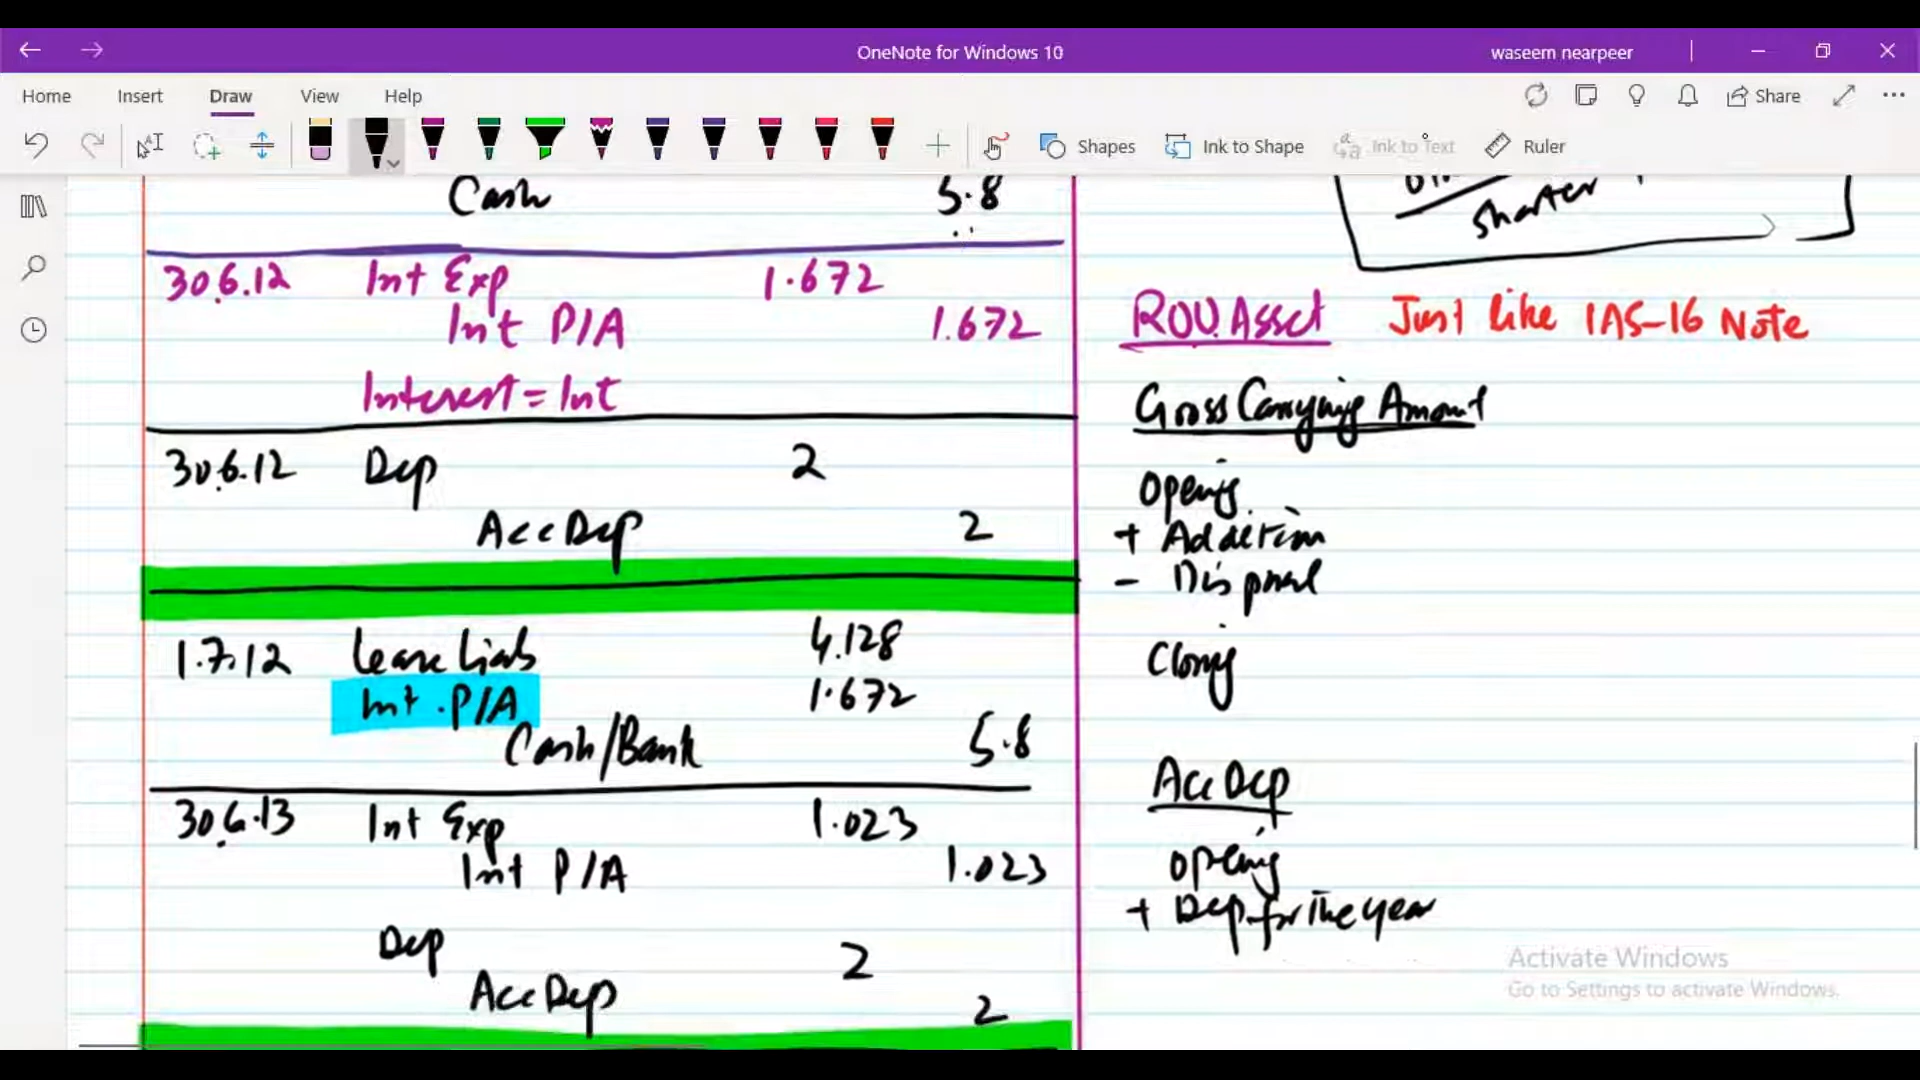 OneNote for Windows 10
waseem nearpeer
Home Insert Draw View Help
Share
Shapes
Ink to Shape
Ink to Text
Ruler
Cash 5.8
30.6.12 Int Exp 1.672
Int P/A 1.672
Interest = Int
30.6.12 Dep 2
Acc Dep 2
1.7.12 Lease Liab 4.128
Int . P/A 1.672
Cash/Bank 5.8
30.6.13 Int Exp 1.023
Int P/A 1.023
Dep 2
Acc Dep 2
shorter
ROU Asset Just like IAS-16 Note
Gross Carrying Amount
Opening
+ Addition
- Disposal
Closing
Acc Dep
Opening
+ Dep for the year
Activate Windows
Go to Settings to activate Windows.